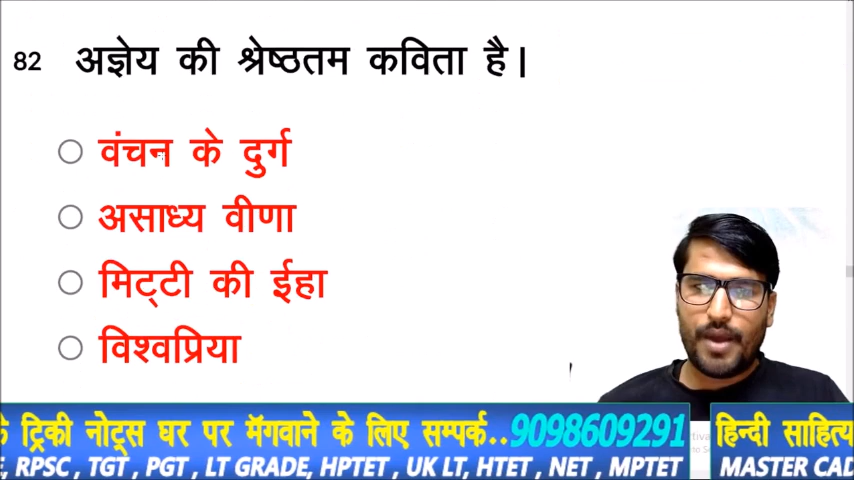 82 अज्ञेय की श्रेष्ठतम कविता है।
वंचन के दुर्ग
असाध्य वीणा
मिट्टी की ईहा
विश्वप्रिया
के ट्रिकी नोट्स घर पर मॅगवाने के लिए सम्पर्क..9098609291 हिन्दी साहित्य
, RPSC , TGT , PGT , LT GRADE, HPTET , UK LT, HTET , NET , MPTET MASTER CAD